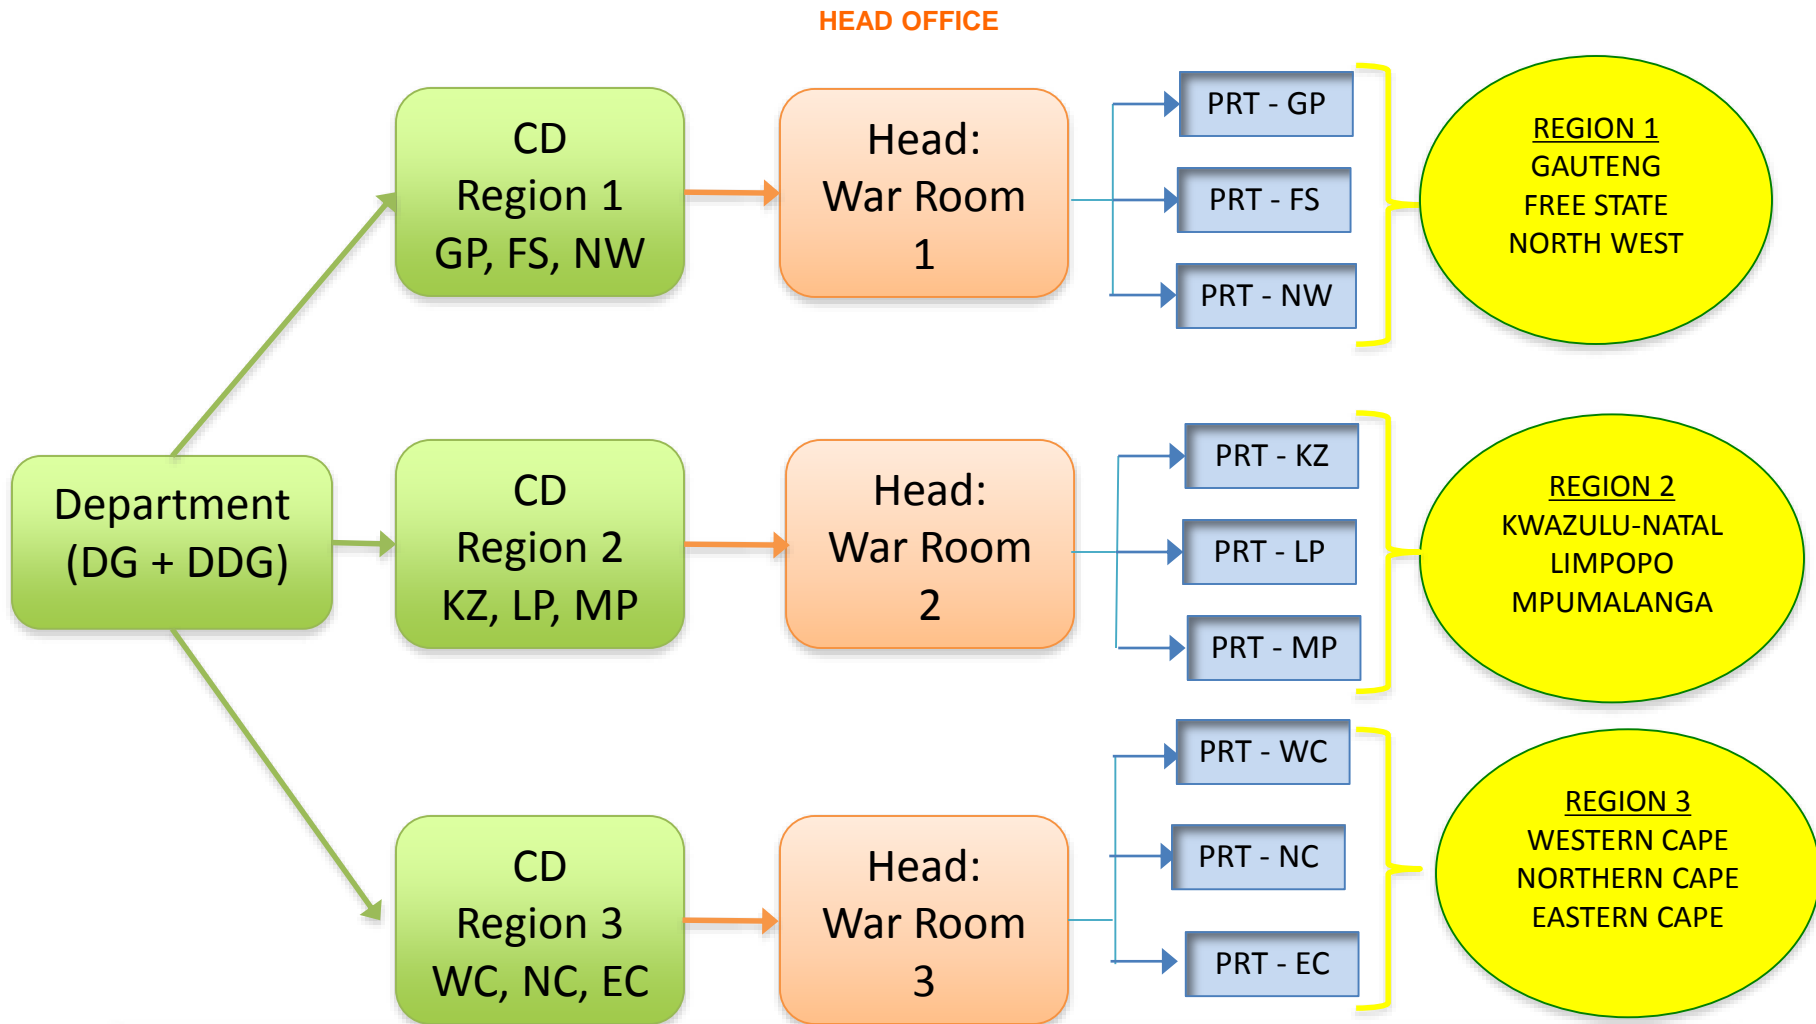 HEAD OFFICE
Department
(DG + DDG)
CD
Region 1
GP, FS, NW
Head:
War Room
1
PRT - GP
PRT - FS
PRT - NW
REGION 1
GAUTENG
FREE STATE
NORTH WEST
CD
Region 2
KZ, LP, MP
Head:
War Room
2
PRT - KZ
PRT - LP
PRT - MP
REGION 2
KWAZULU-NATAL
LIMPOPO
MPUMALANGA
CD
Region 3
WC, NC, EC
Head:
War Room
3
PRT - WC
PRT - NC
PRT - EC
REGION 3
WESTERN CAPE
NORTHERN CAPE
EASTERN CAPE